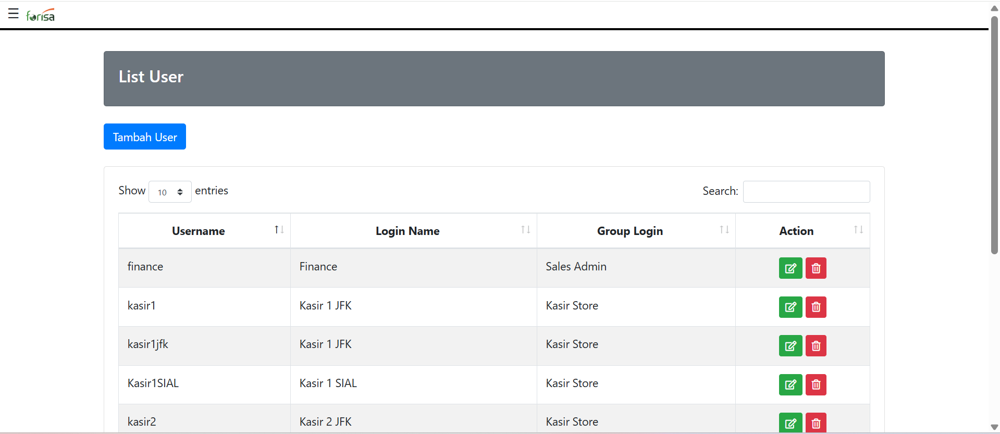 forisa
List User
Tambah User
Show 10 entries
Search:
Username Login Name Group Login Action
finance Finance Sales Admin
kasir1 Kasir 1 JFK Kasir Store
kasir1jfk Kasir 1 JFK Kasir Store
Kasir1SIAL Kasir 1 SIAL Kasir Store
kasir2 Kasir 2 JFK Kasir Store